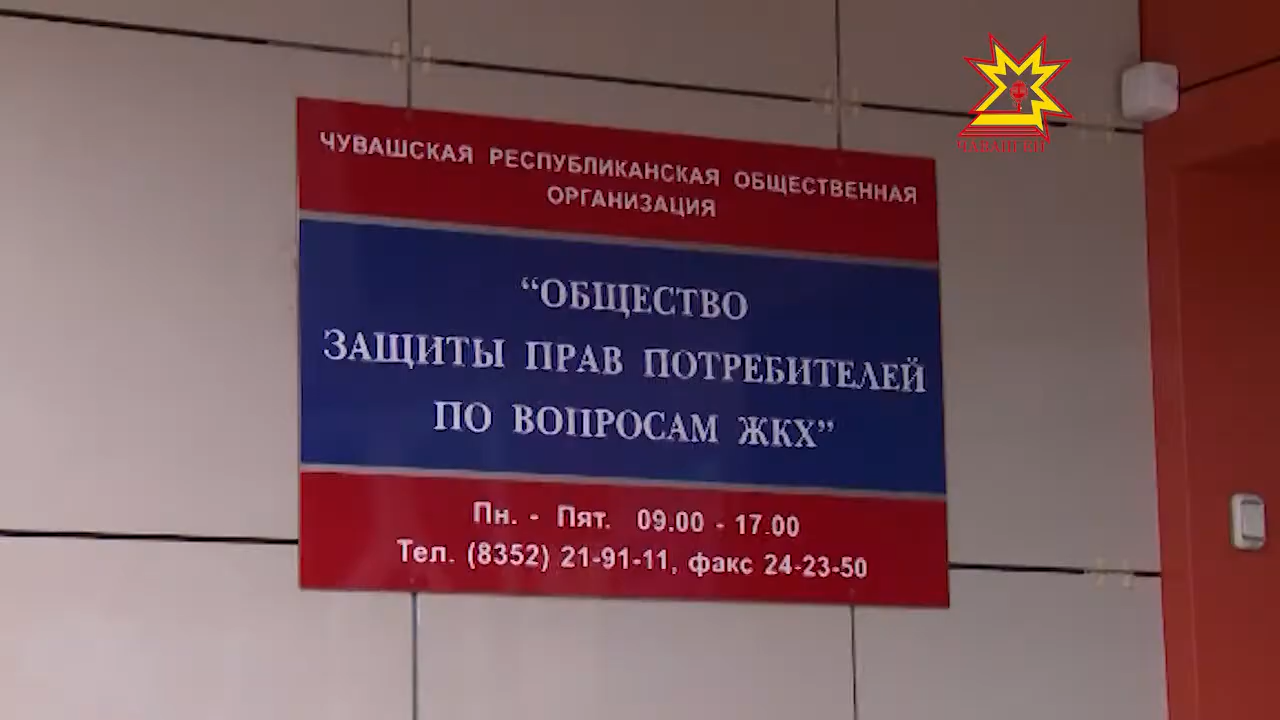 ЧУВАШСКАЯ РЕСПУБЛИКАНСКАЯ ОБЩЕСТВЕННАЯ
ОРГАНИЗАЦИЯ
“ОБЩЕСТВО
ЗАЩИТЫ ПРАВ ПОТРЕБИТЕЛЕЙ
ПО ВОПРОСАМ ЖКХ”
Пн. - Пят. 09.00 - 17.00
Тел. (8352) 21-91-11, факс 24-23-50